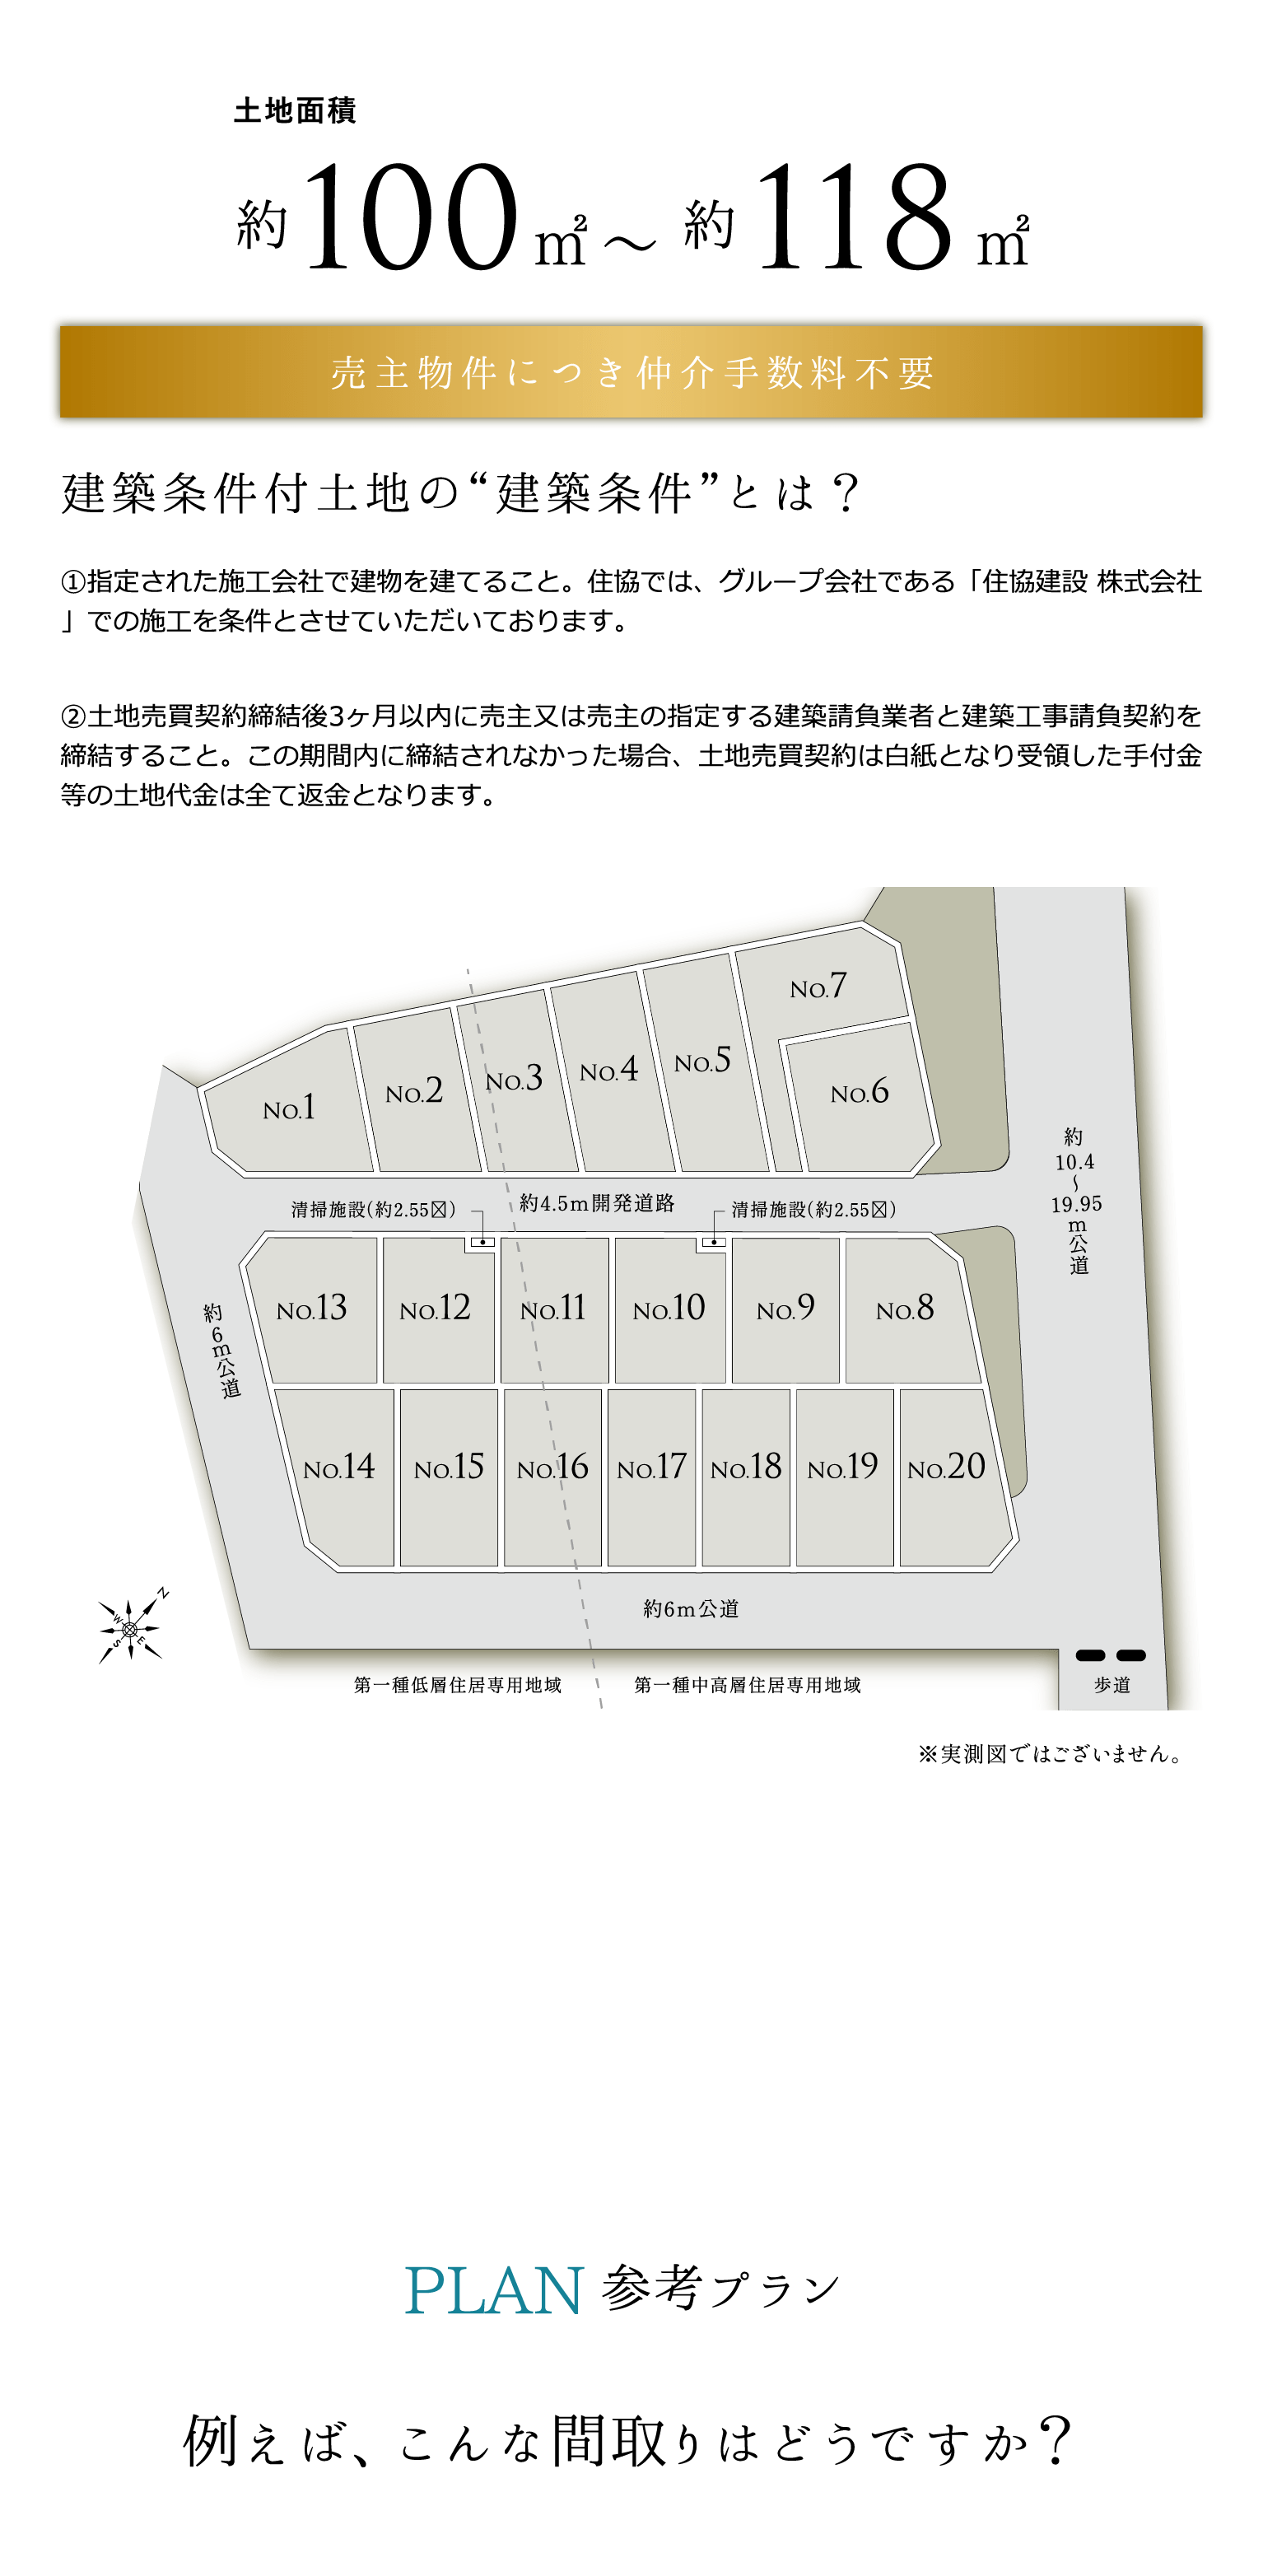 土地面積
約100㎡～約118㎡
売主物件につき仲介手数料不要
建築条件付土地の“建築条件”とは？
①指定された施工会社で建物を建てること。住協では、グループ会社である「住協建設 株式会社
」での施工を条件とさせていただいております。
②土地売買契約締結後3ヶ月以内に売主又は売主の指定する建築請負業者と建築工事請負契約を
締結すること。この期間内に締結されなかった場合、土地売買契約は白紙となり受領した手付金
等の土地代金は全て返金となります。
NO.7
NO.5
NO.4
NO.3
NO.2
NO.1
NO.6
約10.4～19.95m公道
清掃施設(約2.55〼)
約4.5m開発道路
清掃施設(約2.55〼)
NO.13
NO.12
NO.11
NO.10
NO.9
NO.8
約6m公道
NO.14
NO.15
NO.16
NO.17
NO.18
NO.19
NO.20
N
W
S
E
約6m公道
第一種低層住居専用地域
第一種中高層住居専用地域
歩道
※実測図ではございません。
PLAN 参考プラン
例えば、こんな間取りはどうですか？